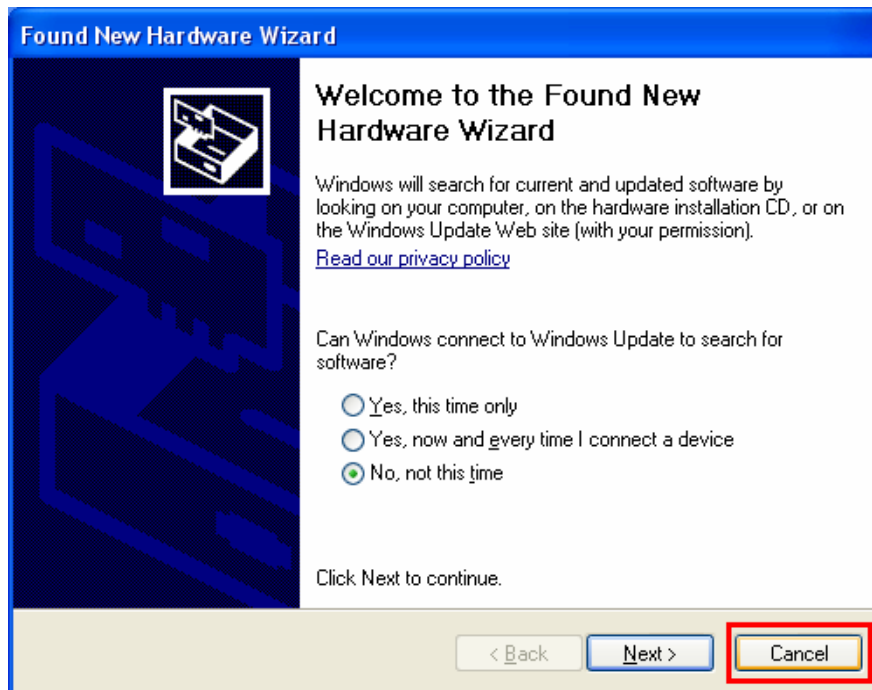 Found New Hardware Wizard
Welcome to the Found New
Hardware Wizard
Windows will search for current and updated software by
looking on your computer, on the hardware installation CD, or on
the Windows Update Web site (with your permission).
Read our privacy policy
Can Windows connect to Windows Update to search for
software?
Yes, this time only
Yes, now and every time I connect a device
No, not this time
Click Next to continue.
< Back Next > Cancel